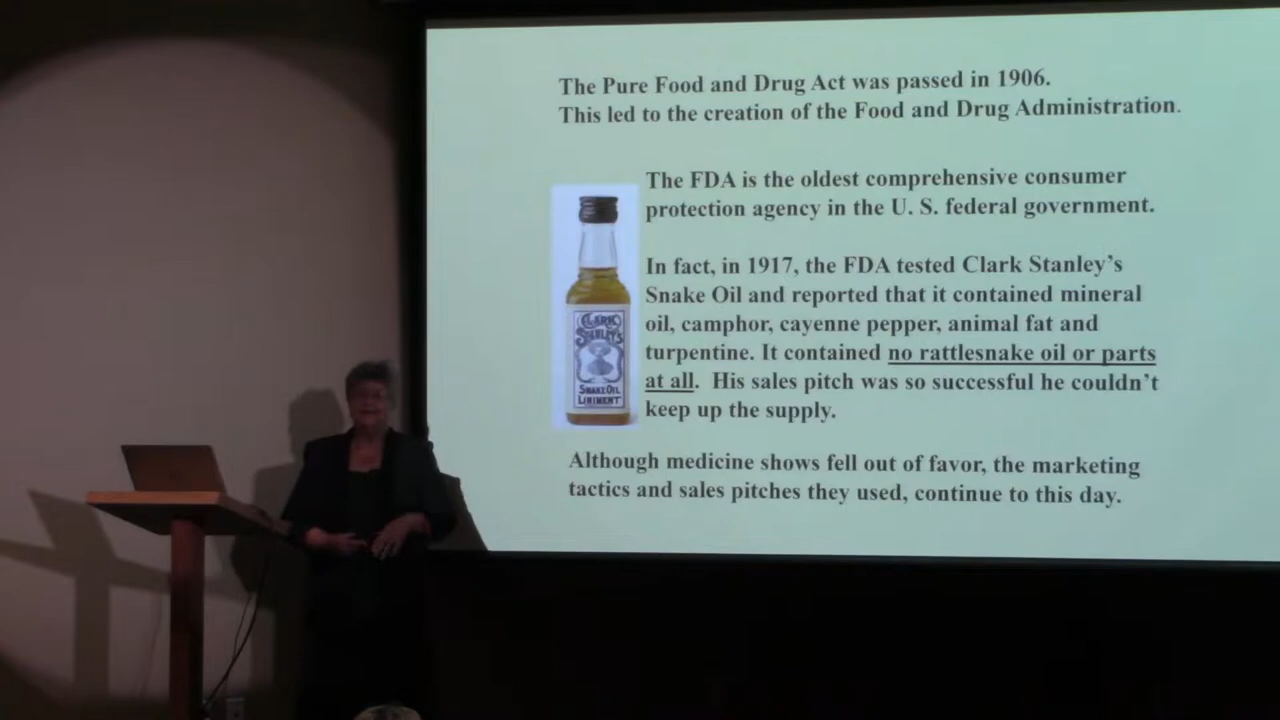 The Pure Food and Drug Act was passed in 1906.
This led to the creation of the Food and Drug Administration.
The FDA is the oldest comprehensive consumer
protection agency in the U. S. federal government.
In fact, in 1917, the FDA tested Clark Stanley's
Snake Oil and reported that it contained mineral
oil, camphor, cayenne pepper, animal fat and
turpentine. It contained no rattlesnake oil or parts
at all. His sales pitch was so successful he couldn't
keep up the supply.
CLARK
STANLEY'S
SNAKE OIL
LINIMENT
Although medicine shows fell out of favor, the marketing
tactics and sales pitches they used, continue to this day.